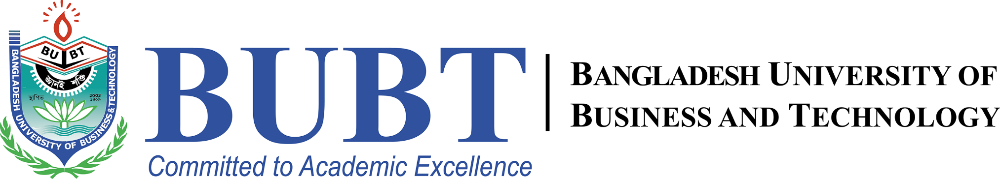 BU BT
জ্ঞানই শক্তি
স্থাপিত
2003
১৪০৯
BANGLADESH UNIVERSITY OF BUSINESS & TECHNOLOGY
BUBT
Committed to Academic Excellence
BANGLADESH UNIVERSITY OF
BUSINESS AND TECHNOLOGY